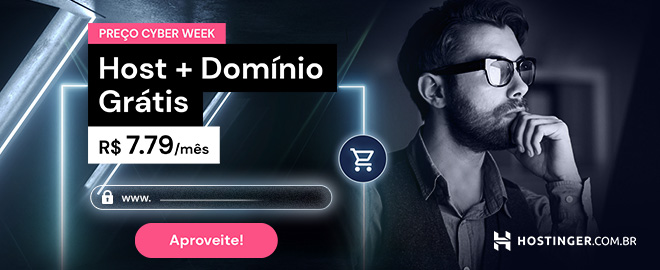 PREÇO CYBER WEEK
Host + Domínio
Grátis
R$ 7.79/mês
www.
Aproveite!
HOSTINGER.COM.BR